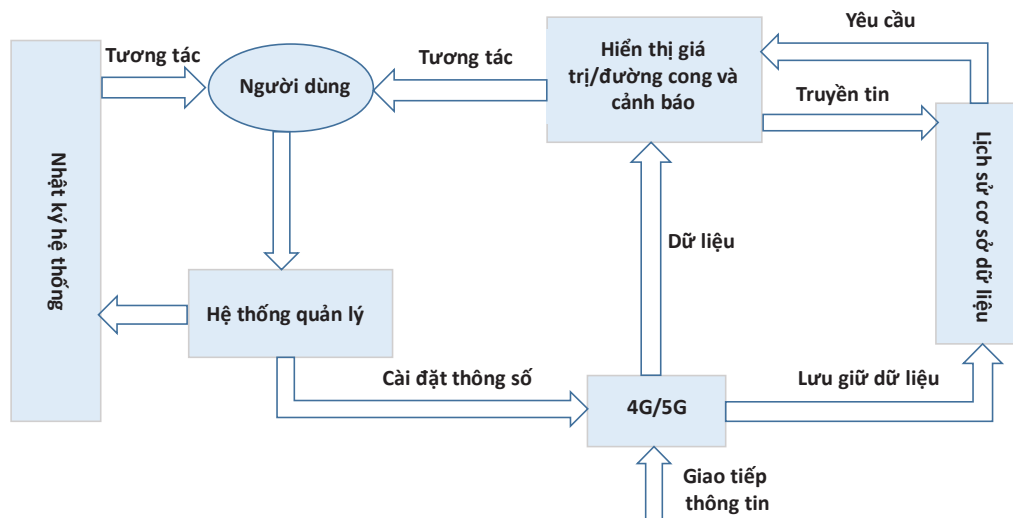 Yêu cầu
Tương tác
Người dùng
Tương tác
Hiển thị giá
trị/đường cong và
cảnh báo
Truyền tin
Nhật ký hệ thống
Lịch sử cơ sở dữ liệu
Dữ liệu
Hệ thống quản lý
Cài đặt thông số
4G/5G
Lưu giữ dữ liệu
Giao tiếp
thông tin